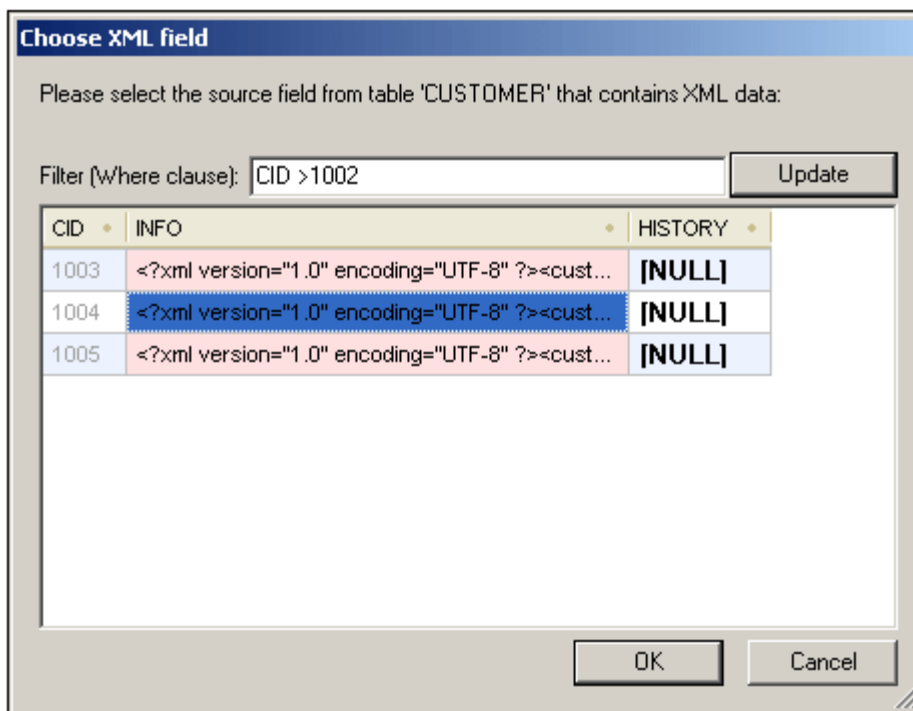 Choose XML field
Please select the source field from table 'CUSTOMER' that contains XML data:
Filter (Where clause): CID >1002 Update
CID INFO HISTORY
1003 <?xml version="1.0" encoding="UTF-8" ?><cust... [NULL]
1004 <?xml version="1.0" encoding="UTF-8" ?><cust... [NULL]
1005 <?xml version="1.0" encoding="UTF-8" ?><cust... [NULL]
OK Cancel